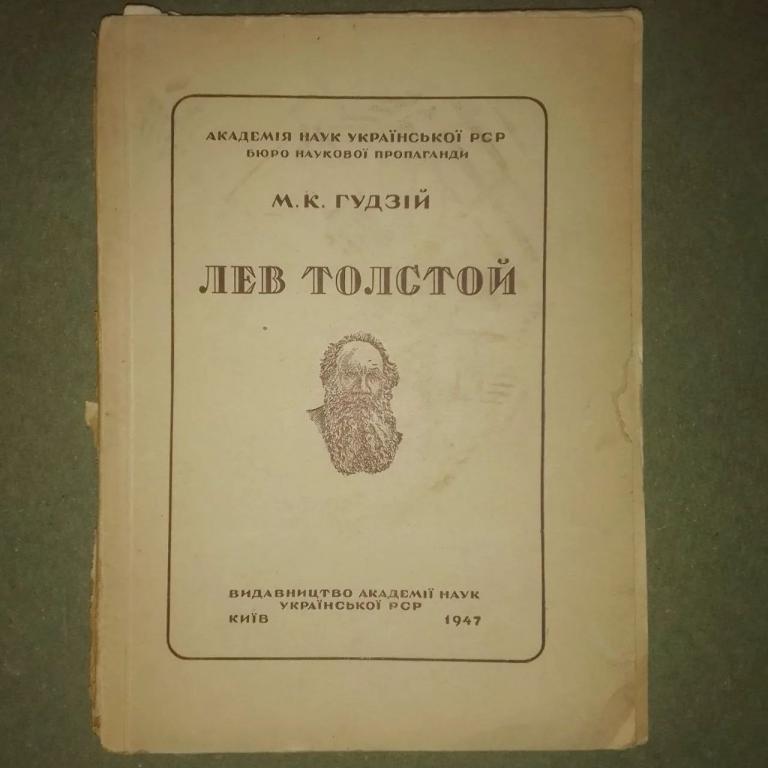 АКАДЕМІЯ НАУК УКРАЇНСЬКОЇ РСР
БЮРО НАУКОВОЇ ПРОПАГАНДИ
М. К. ГУДЗІЙ
ЛЕВ ТОЛСТОЙ
ВИДАВНИЦТВО АКАДЕМІЇ НАУК
УКРАЇНСЬКОЇ РСР
КИЇВ 1947